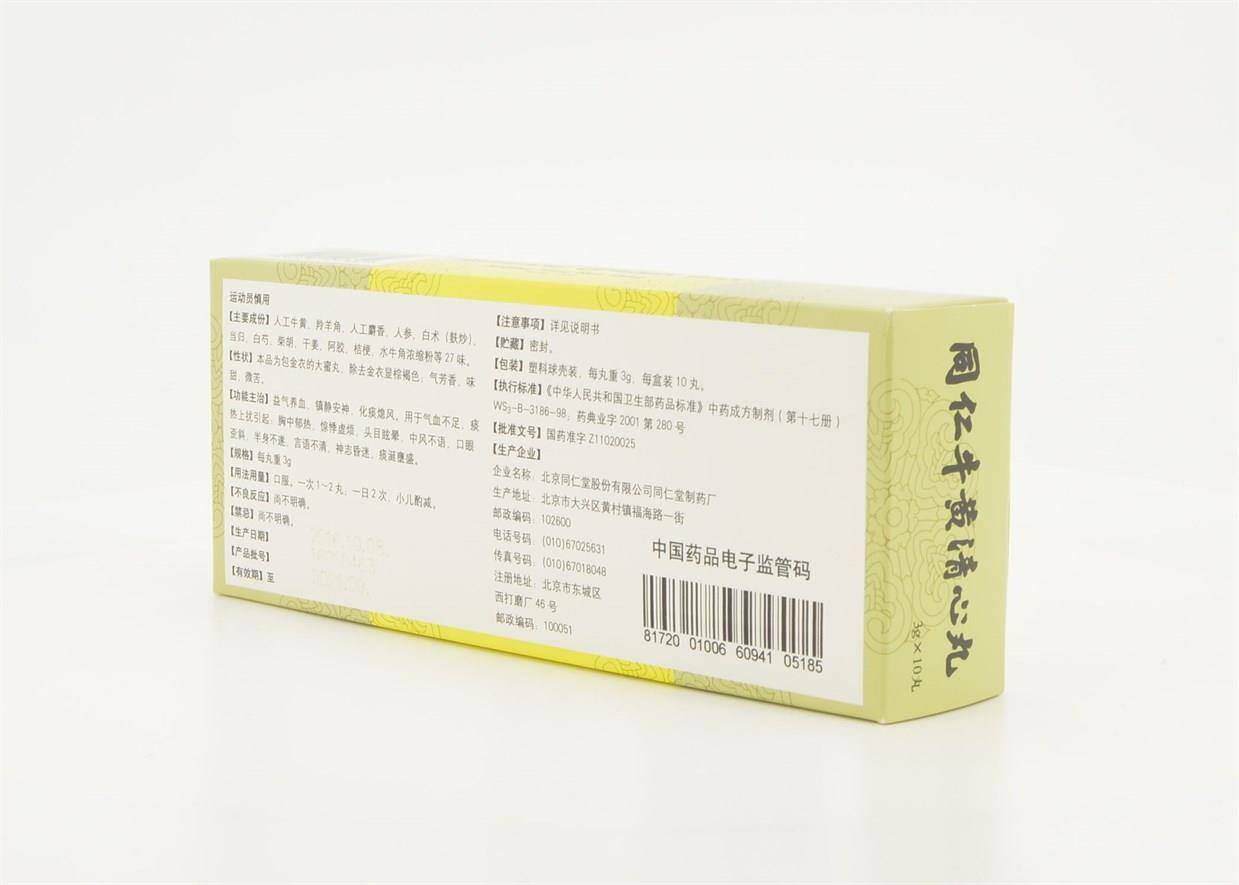 运动员慎用
【主要成份】人工牛黄、羚羊角、人工麝香、人参、白术（麸炒）、
当归、白芍、柴胡、干姜、阿胶、桔梗、水牛角浓缩粉等27味。
【性状】本品为包金衣的大蜜丸，除去金衣显棕褐色；气芳香，味
甜、微苦。
【功能主治】益气养血，镇静安神，化痰熄风。用于气血不足，痰
热上扰引起：胸中郁热，惊悸虚烦，头目眩晕，中风不语，口眼
歪斜，半身不遂，言语不清，神志昏迷，痰涎壅盛。
【规格】每丸重3g
【用法用量】口服。一次1~2丸，一日2次，小儿酌减。
【不良反应】尚不明确。
【禁忌】尚不明确。
【生产日期】
【产品批号】
【有效期】至
【注意事项】详见说明书
【贮藏】密封。
【包装】塑料球壳装，每丸重3g，每盒装10丸。
【执行标准】《中华人民共和国卫生部药品标准》中药成方制剂（第十七册）
WS3-B-3186-98，药典业字2001第280号
【批准文号】国药准字Z11020025
【生产企业】
企业名称：北京同仁堂股份有限公司同仁堂制药厂
生产地址：北京市大兴区黄村镇福海路一街
邮政编码：102600
电话号码：(010)67025631
传真号码：(010)67018048
注册地址：北京市东城区
西打磨厂46号
邮政编码：100051
中国药品电子监管码
81720 01006 60941 05185
同仁牛黄清心丸
3g×10丸